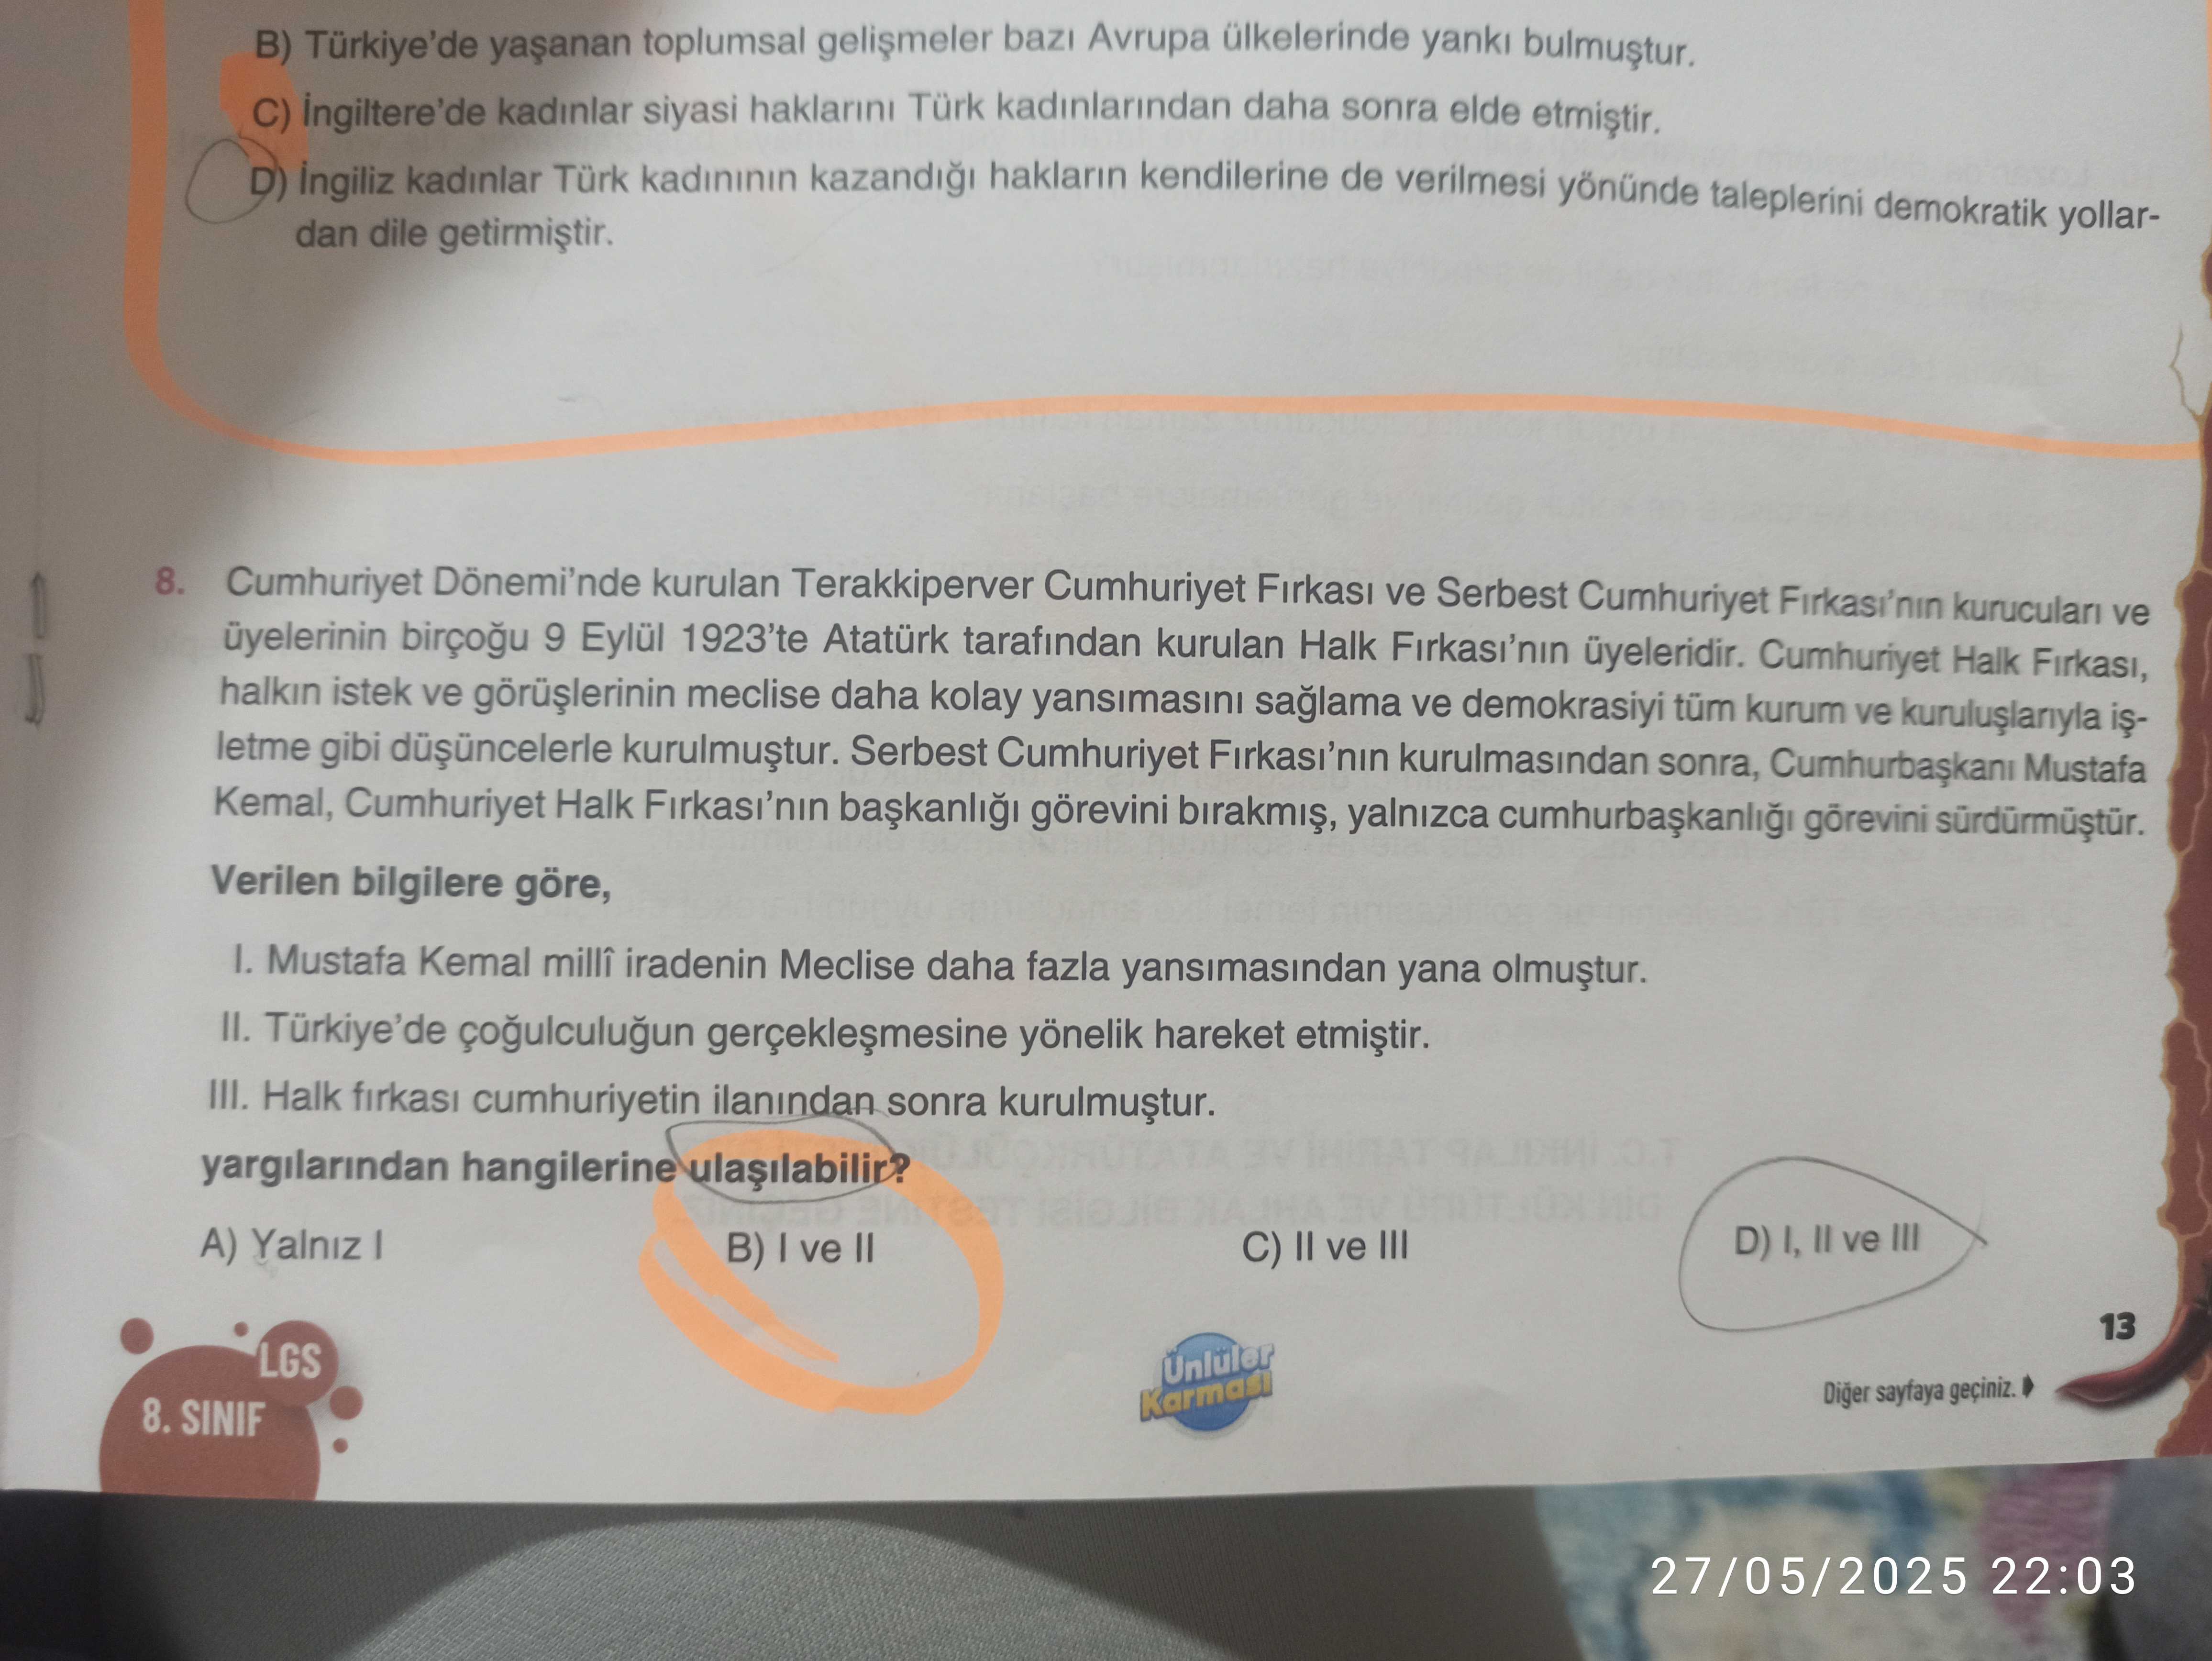 B) Türkiye'de yaşanan toplumsal gelişmeler bazı Avrupa ülkelerinde yankı bulmuştur.
C) İngiltere'de kadınlar siyasi haklarını Türk kadınlarından daha sonra elde etmiştir.
D) İngiliz kadınlar Türk kadınının kazandığı hakların kendilerine de verilmesi yönünde taleplerini demokratik yollar-
dan dile getirmiştir.
8. Cumhuriyet Dönemi'nde kurulan Terakkiperver Cumhuriyet Fırkası ve Serbest Cumhuriyet Fırkası'nın kurucuları ve
üyelerinin birçoğu 9 Eylül 1923'te Atatürk tarafından kurulan Halk Fırkası'nın üyeleridir. Cumhuriyet Halk Fırkası,
halkın istek ve görüşlerinin meclise daha kolay yansımasını sağlama ve demokrasiyi tüm kurum ve kuruluşlarıyla iş-
letme gibi düşüncelerle kurulmuştur. Serbest Cumhuriyet Fırkası'nın kurulmasından sonra, Cumhurbaşkanı Mustafa
Kemal, Cumhuriyet Halk Fırkası'nın başkanlığı görevini bırakmış, yalnızca cumhurbaşkanlığı görevini sürdürmüştür.
Verilen bilgilere göre,
I. Mustafa Kemal millî iradenin Meclise daha fazla yansımasından yana olmuştur.
II. Türkiye'de çoğulculuğun gerçekleşmesine yönelik hareket etmiştir.
III. Halk fırkası cumhuriyetin ilanından sonra kurulmuştur.
yargılarından hangilerine ulaşılabilir?
A) Yalnız I B) I ve II C) II ve III D) I, II ve III
13
LGS
8. SINIF
Ünlüler
Karması
Diğer sayfaya geçiniz.
27/05/2025 22:03